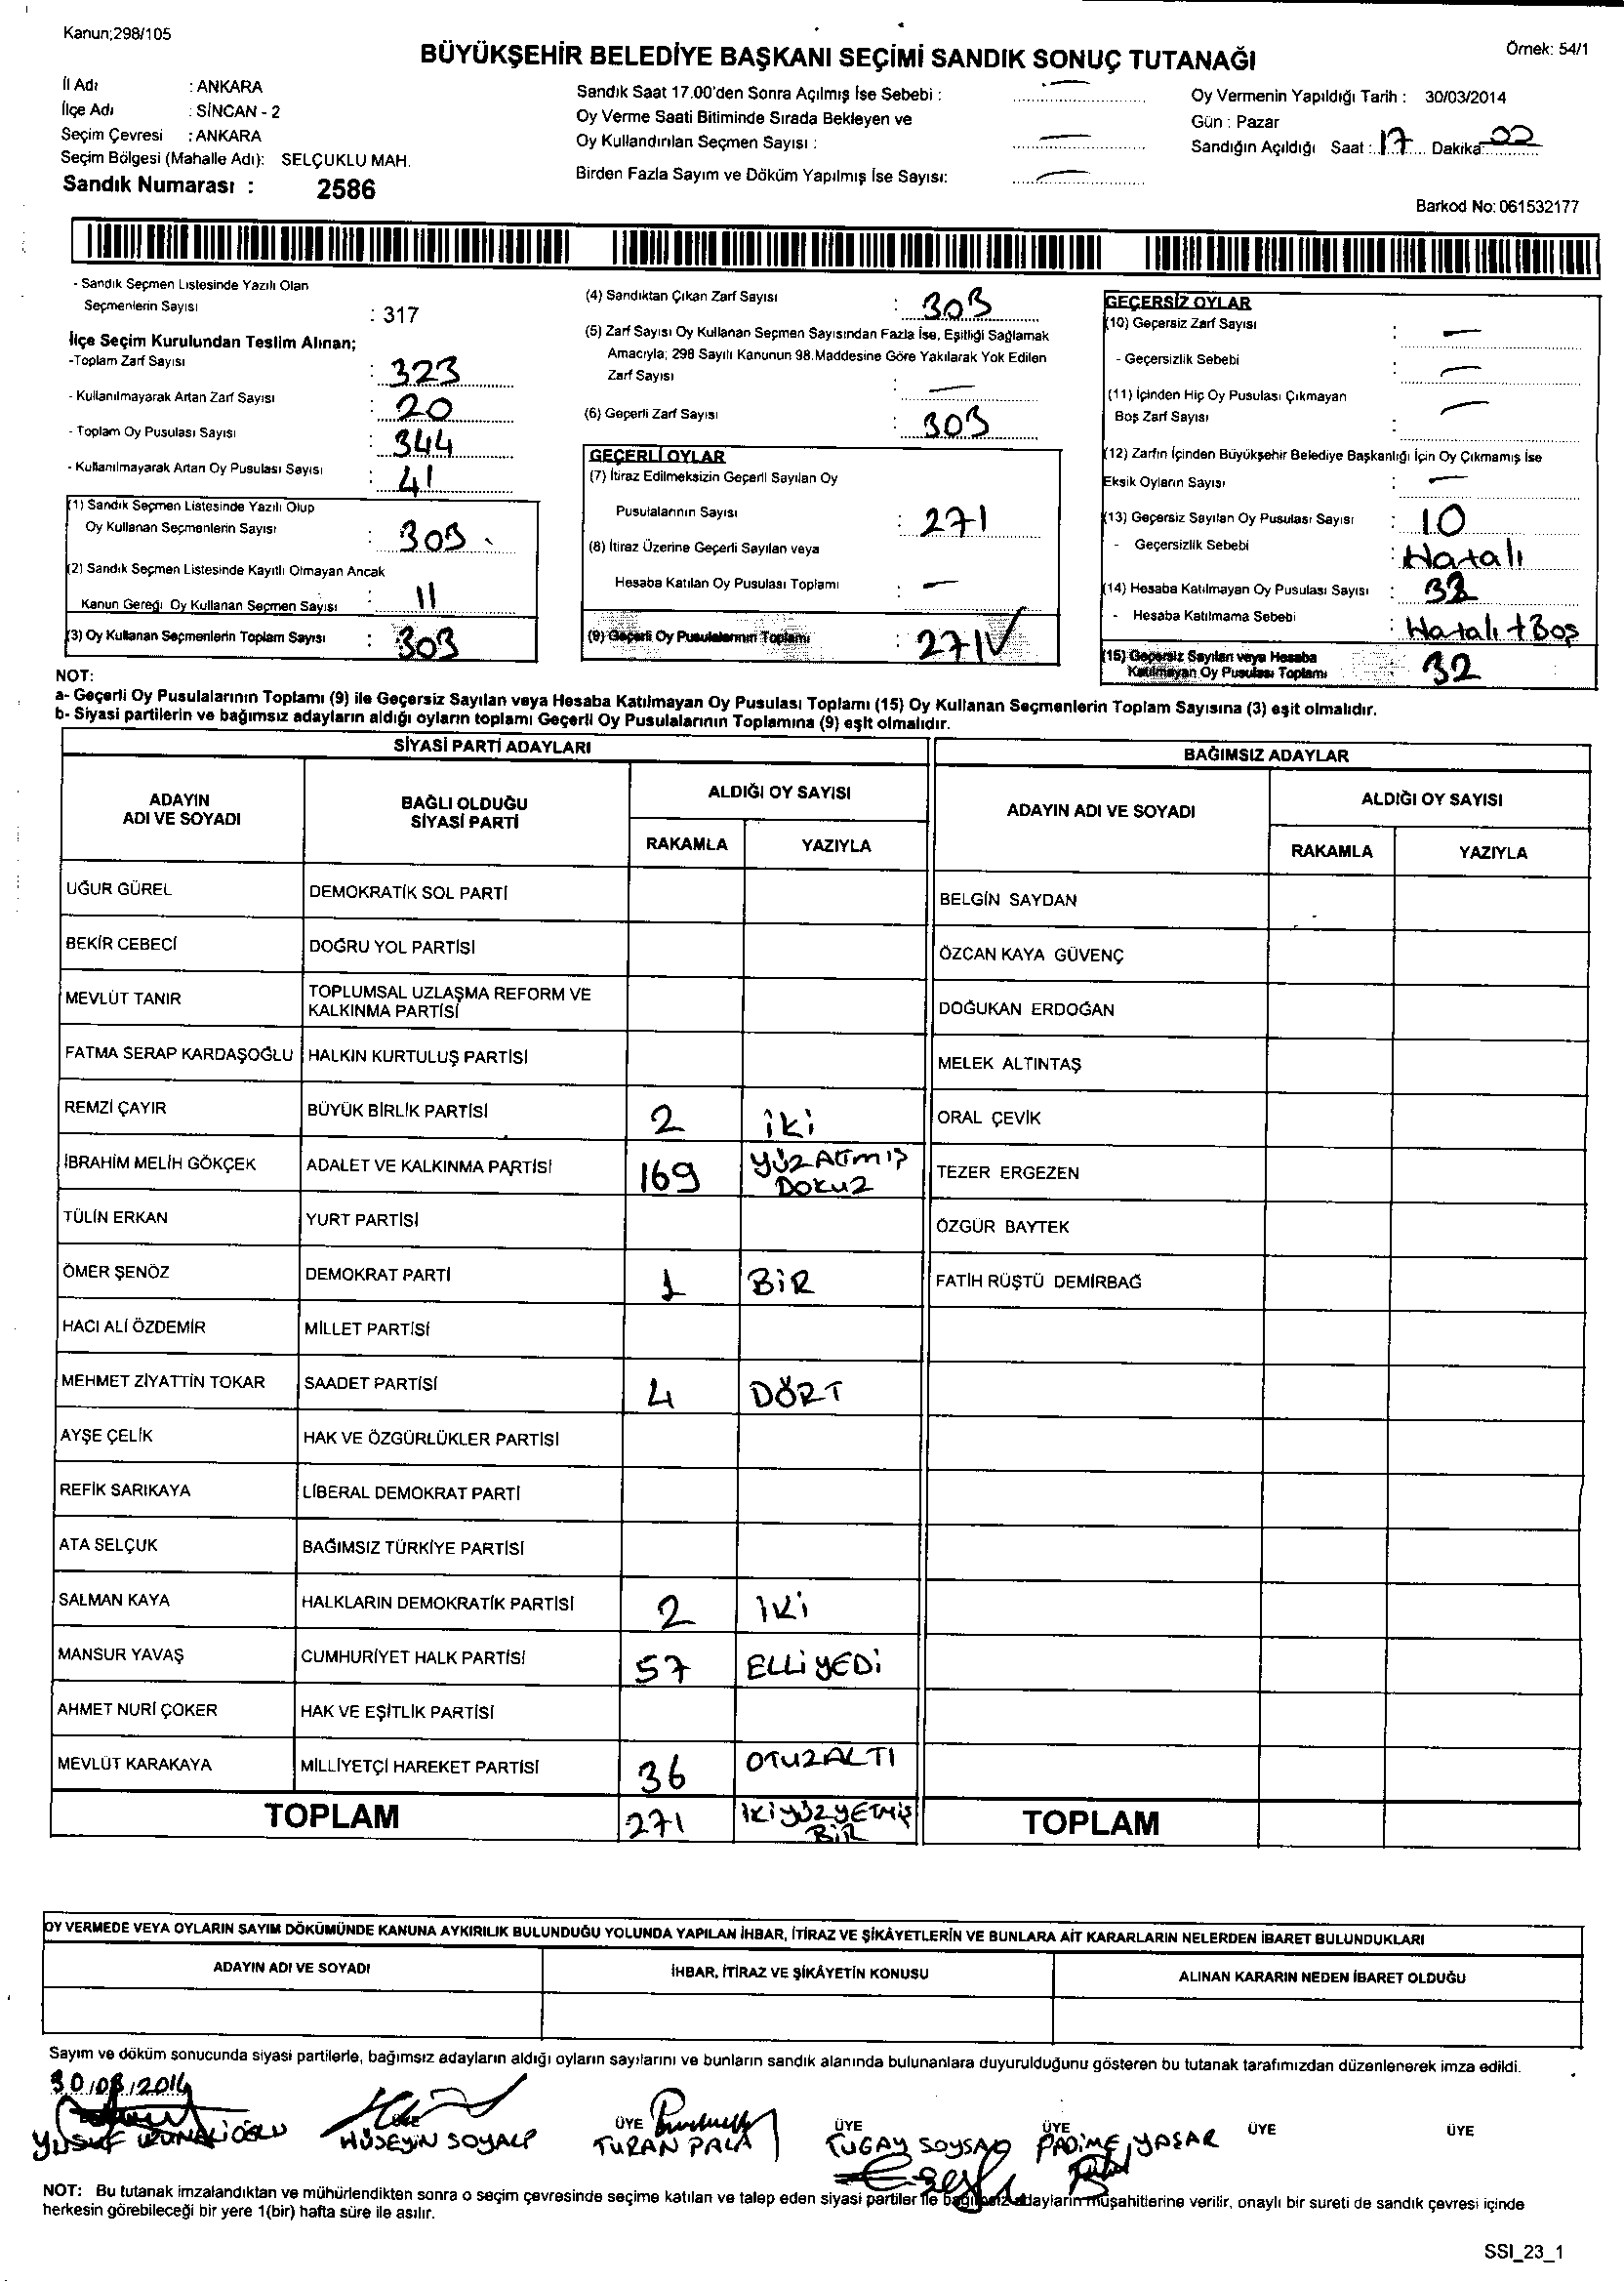 Kanun;298/105
Örnek: 54/1
BÜYÜKŞEHİR BELEDİYE BAŞKANI SEÇİMİ SANDIK SONUÇ TUTANAĞI
İl Adı : ANKARA
İlçe Adı : SİNCAN - 2
Seçim Çevresi : ANKARA
Seçim Bölgesi (Mahalle Adı): SELÇUKLU MAH.
Sandık Numarası : 2586
Sandık Saat 17.00'den Sonra Açılmış İse Sebebi :
Oy Verme Saati Bitiminde Sırada Bekleyen ve
Oy Kullandırılan Seçmen Sayısı :
Birden Fazla Sayım ve Döküm Yapılmış İse Sayısı:
Oy Vermenin Yapıldığı Tarih : 30/03/2014
Gün : Pazar
Sandığın Açıldığı Saat : 17 Dakika 00
Barkod No: 061532177
- Sandık Seçmen Listesinde Yazılı Olan
Seçmenlerin Sayısı : 317
İlçe Seçim Kurulundan Teslim Alınan;
-Toplam Zarf Sayısı : 323
- Kullanılmayarak Artan Zarf Sayısı : 20
- Toplam Oy Pusulası Sayısı : 344
- Kullanılmayarak Artan Oy Pusulası Sayısı : 41
(1) Sandık Seçmen Listesinde Yazılı Olup
Oy Kullanan Seçmenlerin Sayısı : 303
(2) Sandık Seçmen Listesinde Kayıtlı Olmayan Ancak
Kanun Gereği Oy Kullanan Seçmen Sayısı : 11
(3) Oy Kullanan Seçmenlerin Toplam Sayısı : 303
(4) Sandıktan Çıkan Zarf Sayısı : 303
(5) Zarf Sayısı Oy Kullanan Seçmen Sayısından Fazla İse, Eşitliği Sağlamak
Amacıyla; 298 Sayılı Kanunun 98.Maddesine Göre Yakılarak Yok Edilen
Zarf Sayısı : —
(6) Geçerli Zarf Sayısı : 303
GEÇERLİ OYLAR
(7) İtiraz Edilmeksizin Geçerli Sayılan Oy
Pusulalarının Sayısı : 271
(8) İtiraz Üzerine Geçerli Sayılan veya
Hesaba Katılan Oy Pusulası Toplamı : —
(9) Geçerli Oy Pusulalarının Toplamı : 271
GEÇERSİZ OYLAR
(10) Geçersiz Zarf Sayısı : —
- Geçersizlik Sebebi : —
(11) İçinden Hiç Oy Pusulası Çıkmayan
Boş Zarf Sayısı : —
(12) Zarfın İçinden Büyükşehir Belediye Başkanlığı İçin Oy Çıkmamış İse
Eksik Oyların Sayısı : —
(13) Geçersiz Sayılan Oy Pusulası Sayısı : 10
- Geçersizlik Sebebi : Hatalı
(14) Hesaba Katılmayan Oy Pusulası Sayısı : 32
- Hesaba Katılmama Sebebi : Hatalı + Boş
(15) Geçersiz Sayılan veya Hesaba
Katılmayan Oy Pusulası Toplamı : 32
NOT:
a- Geçerli Oy Pusulalarının Toplamı (9) ile Geçersiz Sayılan veya Hesaba Katılmayan Oy Pusulası Toplamı (15) Oy Kullanan Seçmenlerin Toplam Sayısına (3) eşit olmalıdır.
b- Siyasi partilerin ve bağımsız adayların aldığı oyların toplamı Geçerli Oy Pusulalarının Toplamına (9) eşit olmalıdır.
SİYASİ PARTİ ADAYLARI
BAĞIMSIZ ADAYLAR
ADAYIN
ADI VE SOYADI
BAĞLI OLDUĞU
SİYASİ PARTİ
ALDIĞI OY SAYISI
RAKAMLA YAZIYLA
ADAYIN ADI VE SOYADI
ALDIĞI OY SAYISI
RAKAMLA YAZIYLA
UĞUR GÜREL DEMOKRATİK SOL PARTİ BELGİN SAYDAN
BEKİR CEBECİ DOĞRU YOL PARTİSİ ÖZCAN KAYA GÜVENÇ
MEVLÜT TANIR TOPLUMSAL UZLAŞMA REFORM VE
KALKINMA PARTİSİ DOĞUKAN ERDOĞAN
FATMA SERAP KARDAŞOĞLU HALKIN KURTULUŞ PARTİSİ MELEK ALTINTAŞ
REMZİ ÇAYIR BÜYÜK BİRLİK PARTİSİ 2 iki ORAL ÇEVİK
İBRAHİM MELİH GÖKÇEK ADALET VE KALKINMA PARTİSİ 169 YÜZATMIŞ
DOKUZ TEZER ERGEZEN
TÜLİN ERKAN YURT PARTİSİ ÖZGÜR BAYTEK
ÖMER ŞENÖZ DEMOKRAT PARTİ 1 BİR FATİH RÜŞTÜ DEMİRBAĞ
HACI ALİ ÖZDEMİR MİLLET PARTİSİ
MEHMET ZİYATTİN TOKAR SAADET PARTİSİ 4 DÖRT
AYŞE ÇELİK HAK VE ÖZGÜRLÜKLER PARTİSİ
REFİK SARIKAYA LİBERAL DEMOKRAT PARTİ
ATA SELÇUK BAĞIMSIZ TÜRKİYE PARTİSİ
SALMAN KAYA HALKLARIN DEMOKRATİK PARTİSİ 2 iKi
MANSUR YAVAŞ CUMHURİYET HALK PARTİSİ 57 ELLİ YEDİ
AHMET NURİ ÇOKER HAK VE EŞİTLİK PARTİSİ
MEVLÜT KARAKAYA MİLLİYETÇİ HAREKET PARTİSİ 36 OTUZALTI
TOPLAM 271 İKİYÜZYETMİŞ
BİR TOPLAM
OY VERMEDE VEYA OYLARIN SAYIM DÖKÜMÜNDE KANUNA AYKIRILIK BULUNDUĞU YOLUNDA YAPILAN İHBAR, İTİRAZ VE ŞİKÂYETLERİN VE BUNLARA AİT KARARLARIN NELERDEN İBARET BULUNDUKLARI
ADAYIN ADI VE SOYADI İHBAR, İTİRAZ VE ŞİKÂYETİN KONUSU ALINAN KARARIN NEDEN İBARET OLDUĞU
Sayım ve döküm sonucunda siyasi partilerle, bağımsız adayların aldığı oyların sayılarını ve bunların sandık alanında bulunanlara duyurulduğunu gösteren bu tutanak tarafımızdan düzenlenerek imza edildi.
30/03/2014
ÜYE ÜYE ÜYE ÜYE ÜYE
YUSUF HÜSEYİN SOYALP TURAN PALA TUGAY SOYSAL FADİME YAŞAR
NOT: Bu tutanak imzalandıktan ve mühürlendikten sonra o seçim çevresinde seçime katılan ve talep eden siyasi partiler ile bağımsız adayların müşahitlerine verilir, onaylı bir sureti de sandık çevresi içinde
herkesin görebileceği bir yere 1(bir) hafta süre ile asılır.
SSI_23_1